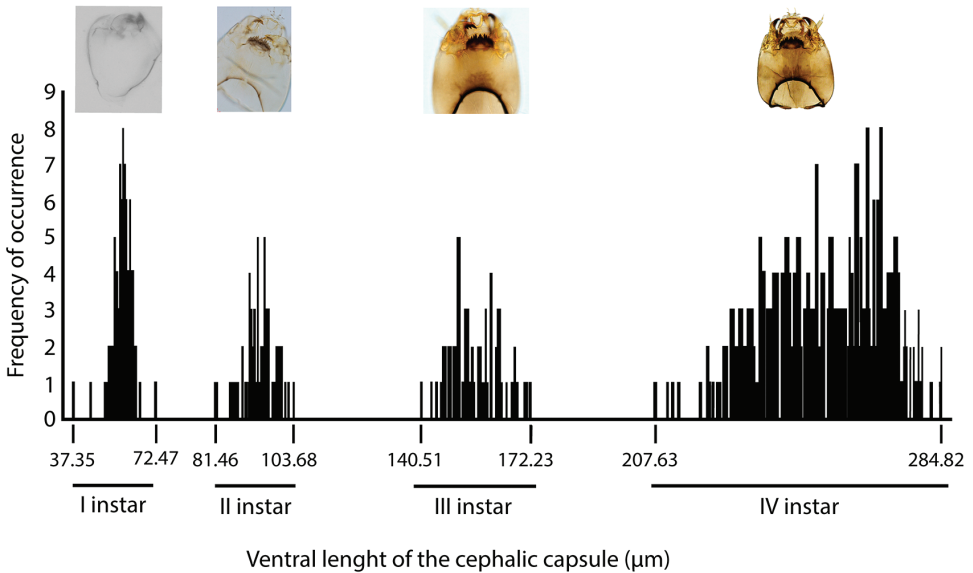 Frequency of occurrence
9
8
7
6
5
4
3
2
1
0
37.35 72.47 81.46 103.68 140.51 172.23 207.63 284.82
I instar II instar III instar IV instar
Ventral lenght of the cephalic capsule (µm)